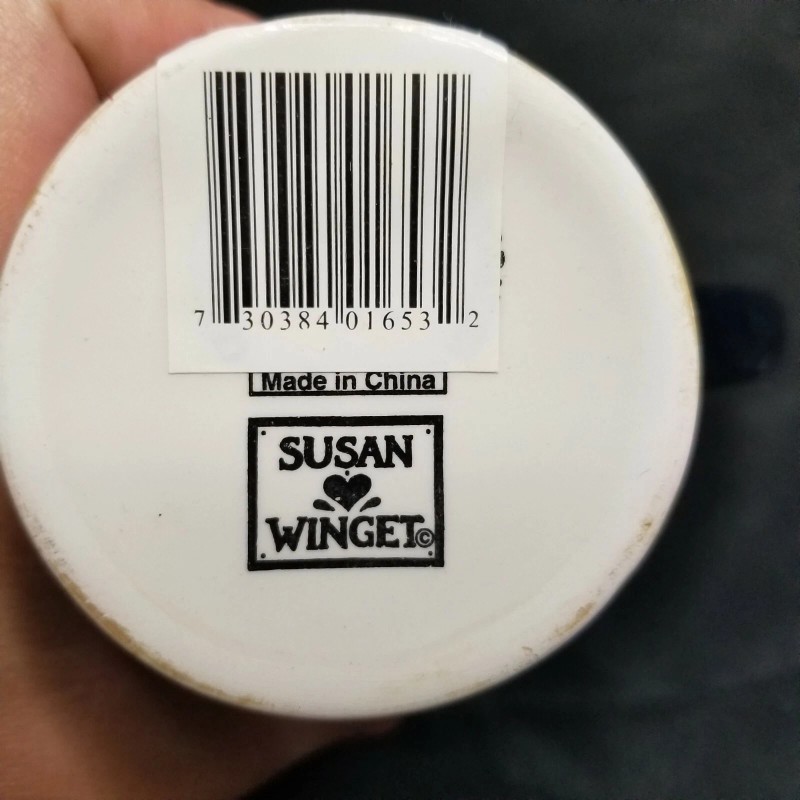 7 30384 01653 2
Made in China
SUSAN
WINGET©